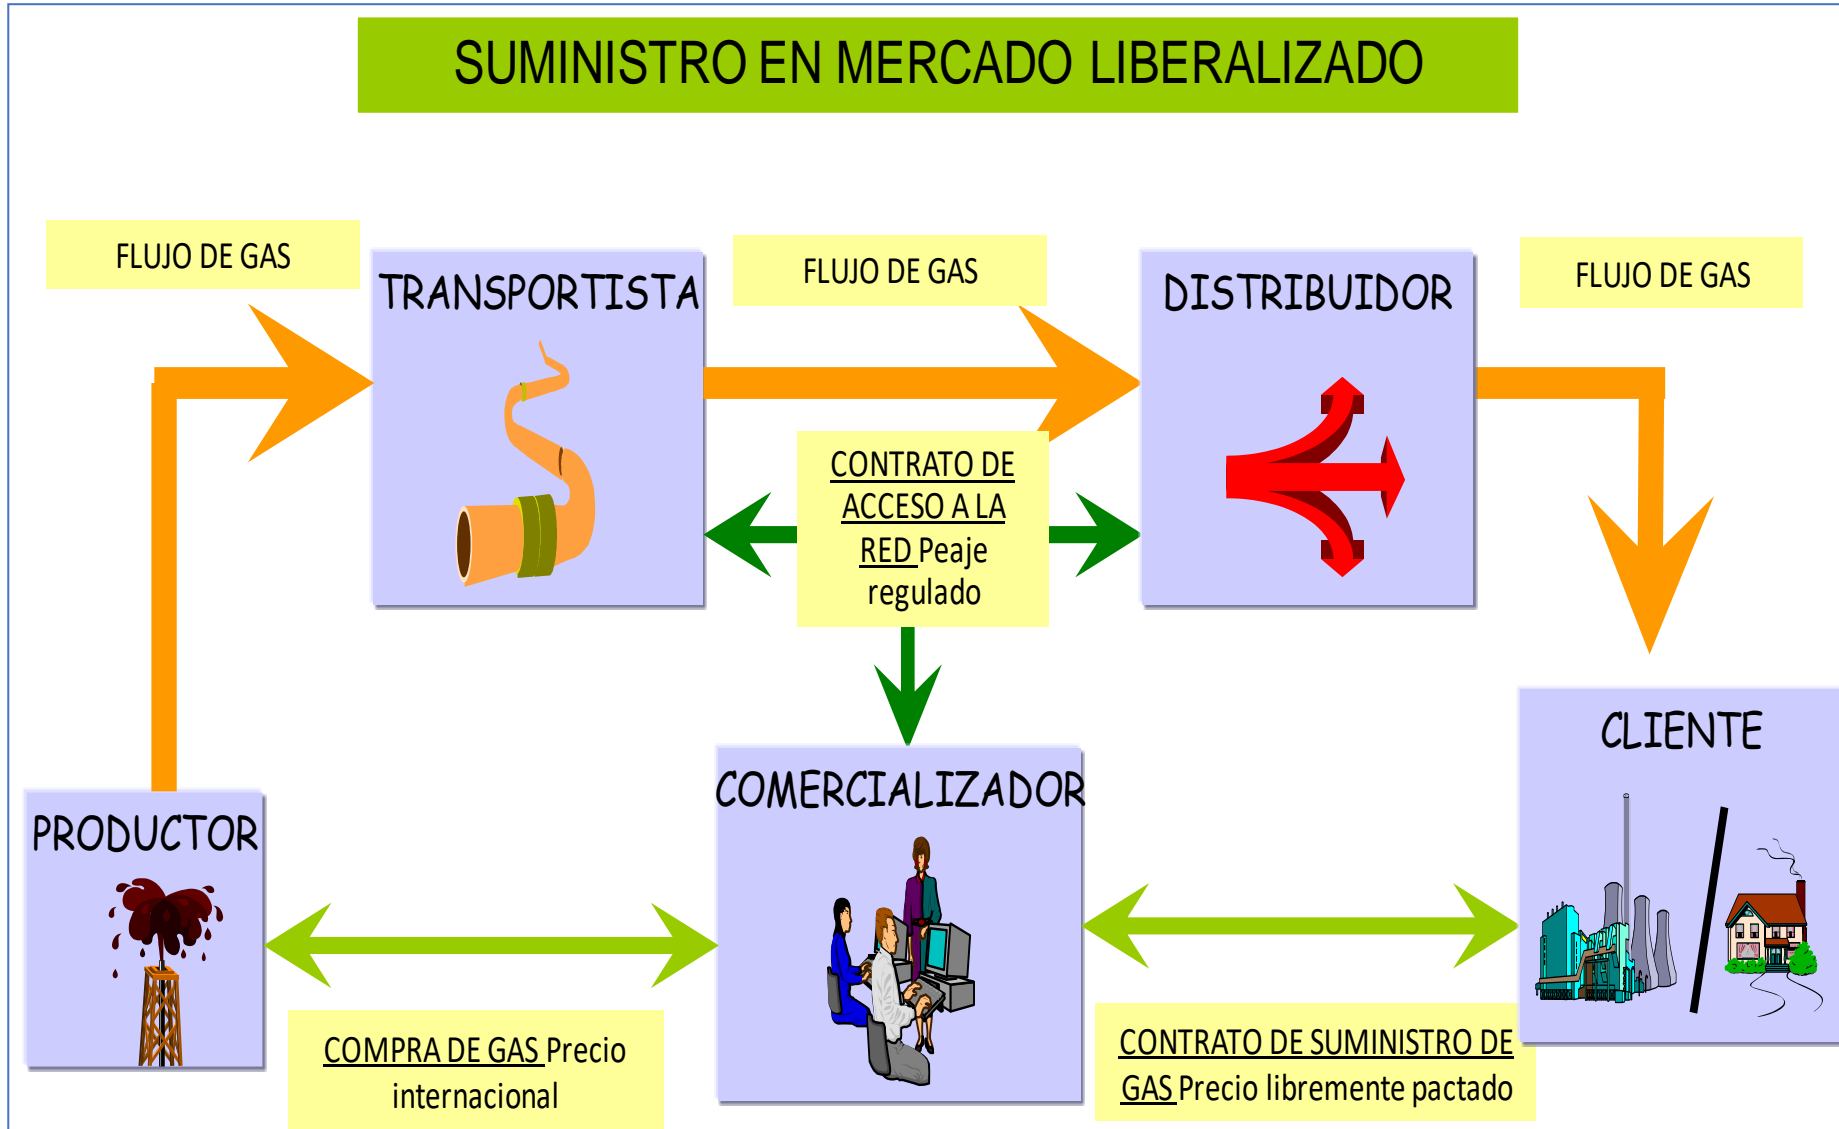 SUMINISTRO EN MERCADO LIBERALIZADO
FLUJO DE GAS
TRANSPORTISTA
FLUJO DE GAS
DISTRIBUIDOR
FLUJO DE GAS
CONTRATO DE
ACCESO A LA
RED Peaje
regulado
PRODUCTOR
COMERCIALIZADOR
CLIENTE
COMPRA DE GAS Precio
internacional
CONTRATO DE SUMINISTRO DE
GAS Precio libremente pactado